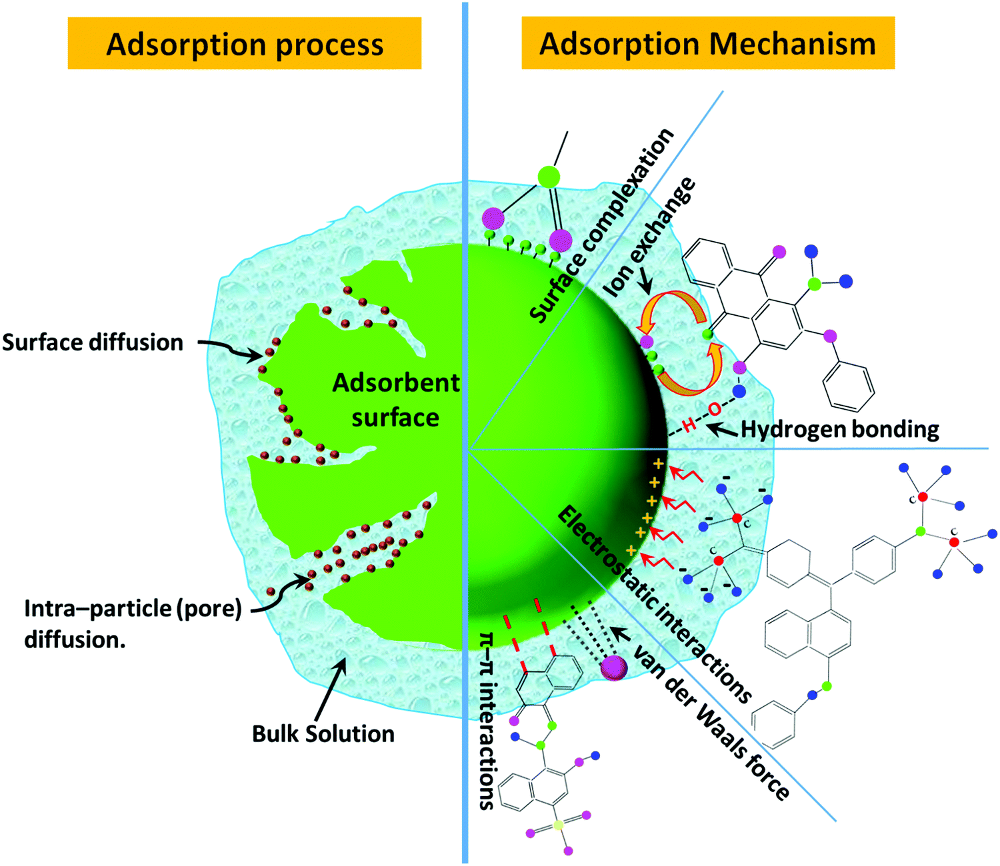 Adsorption process
Adsorption Mechanism
Surface complexation
Ion exchange
Surface diffusion
Adsorbent
surface
H
O
Hydrogen bonding
+
+
+
+
+
+
-
-
-
-
-
-
C
C
C
C
Electrostatic interactions
Intra–particle (pore)
diffusion.
van der Waals force
π–π interactions
Bulk Solution